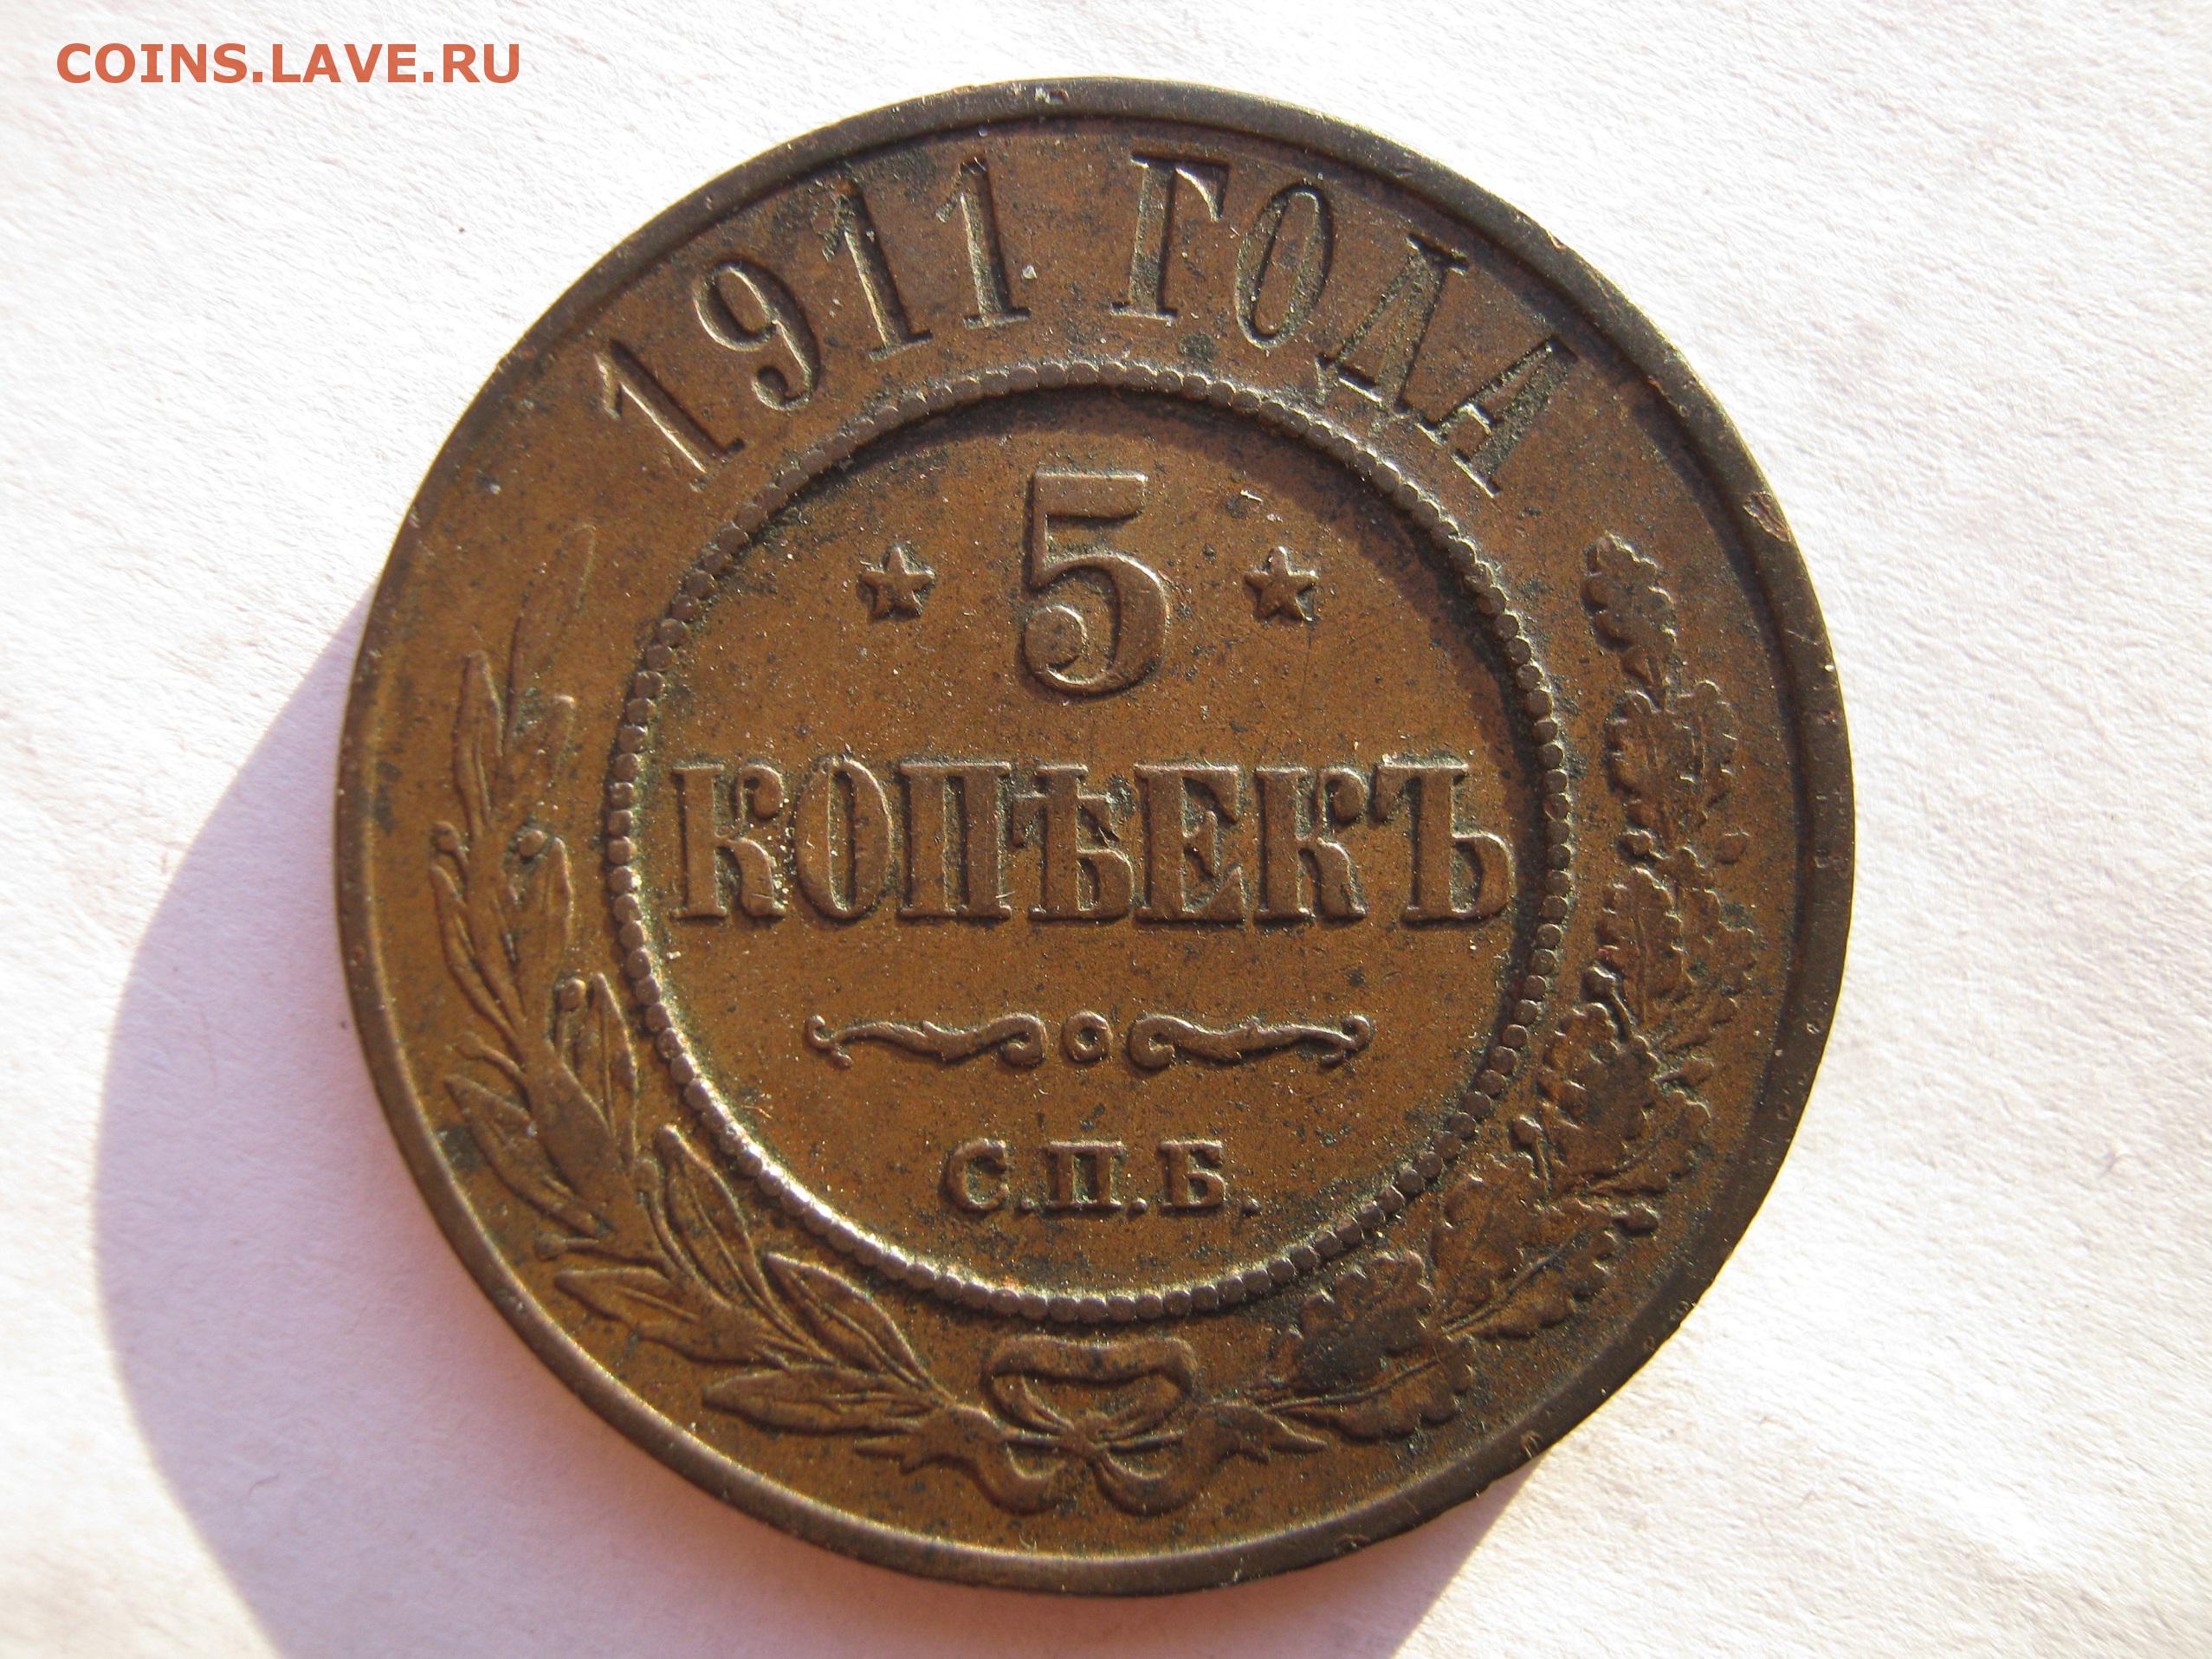 COINS.LAVE.RU
1911 ГОДА
5
КОПѢЕКЪ
С.П.Б.